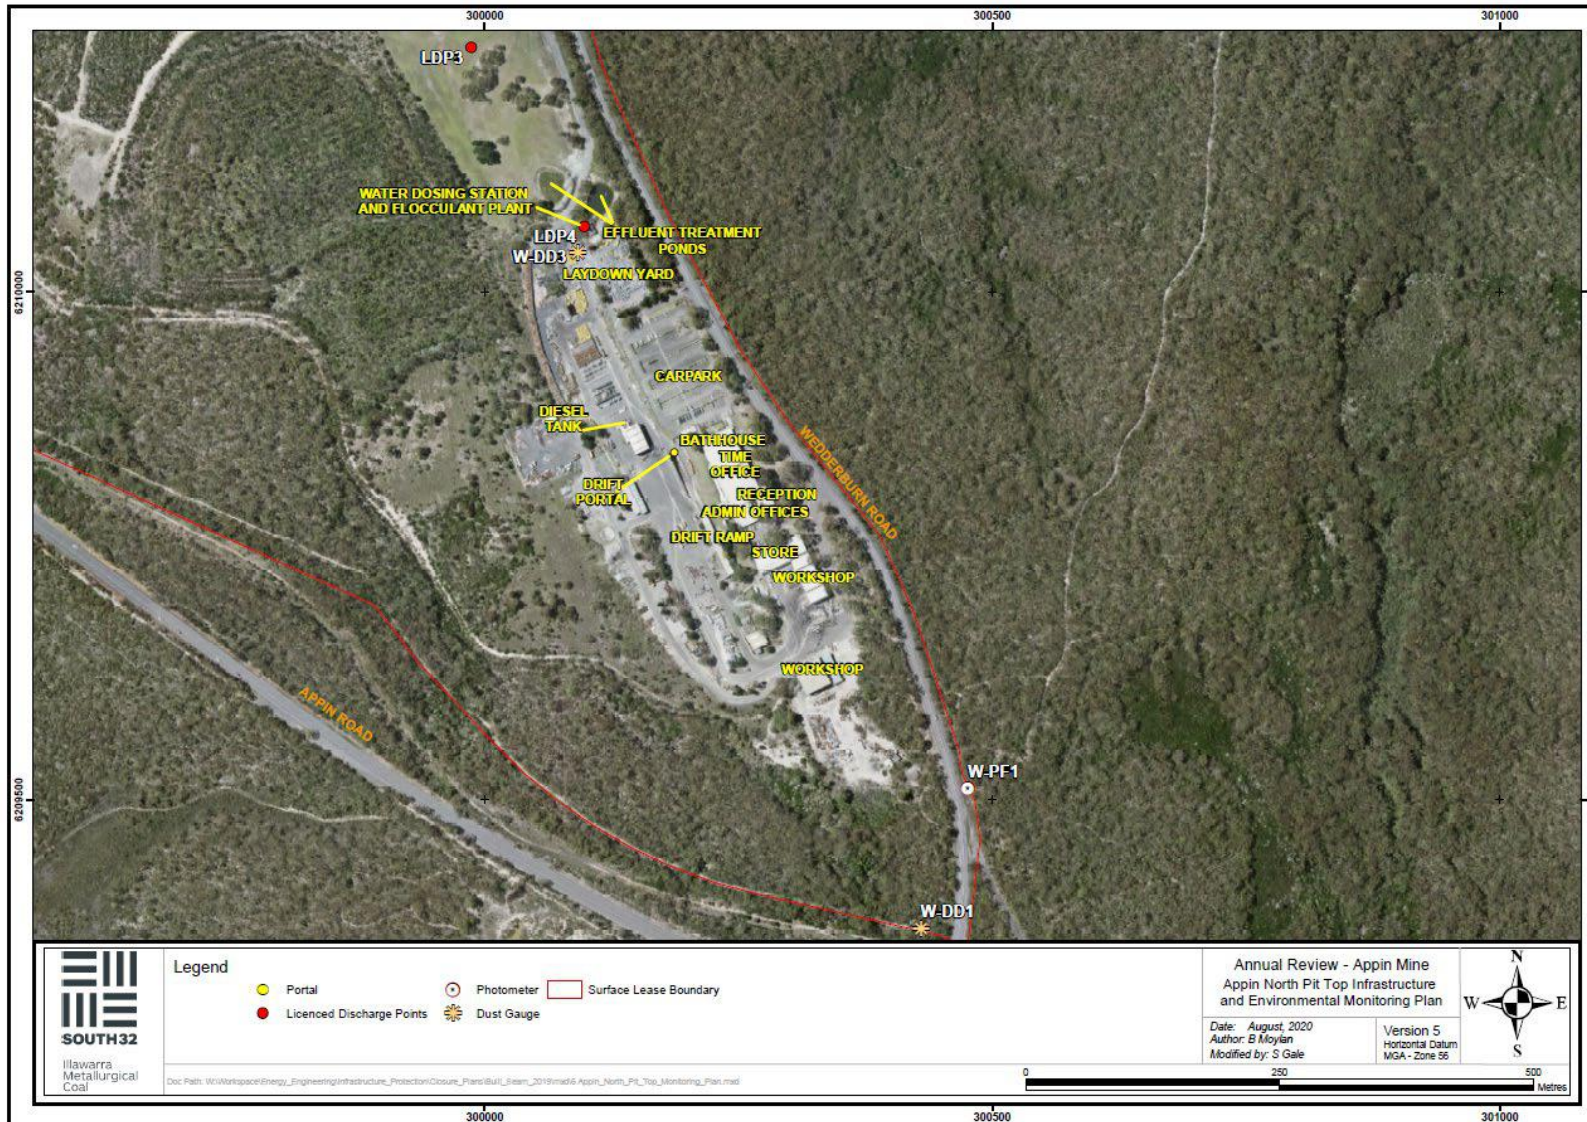 300000
300500
301000
LDP3
WATER DOSING STATION
AND FLOCCULANT PLANT
LDP4
EFFLUENT TREATMENT
PONDS
W-DD3
LAYDOWN YARD
6210000
6210000
CARPARK
DIESEL
TANK
BATHHOUSE
TIME
OFFICE
WEDDERBURN ROAD
DRIFT
PORTAL
RECEPTION
ADMIN OFFICES
DRIFT RAMP
STORE
WORKSHOP
WORKSHOP
APPIN ROAD
W-PF1
6209500
6209500
W-DD1
SOUTH32
Illawarra
Metallurgical
Coal
Legend
Portal
Photometer
Surface Lease Boundary
Licenced Discharge Points
Dust Gauge
Annual Review - Appin Mine
Appin North Pit Top Infrastructure
and Environmental Monitoring Plan
Date: August, 2020
Author: B Moylan
Modified by: S Gale
Version 5
Horizontal Datum
MGA - Zone 56
N
W
E
S
0
250
500
Metres
300000
300500
301000